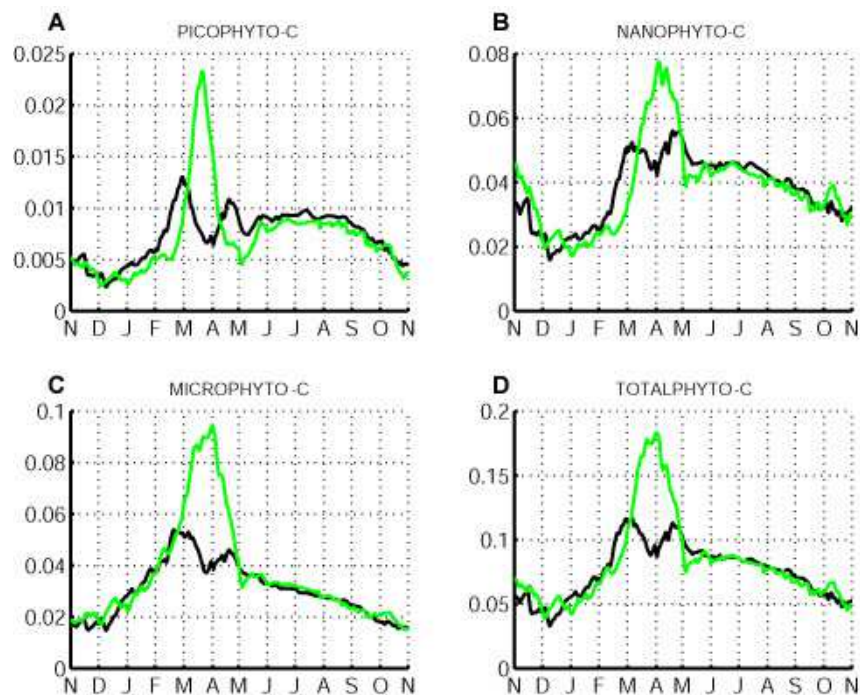 A
PICOPHYTO-C
0.025
0.02
0.015
0.01
0.005
0
N D J F M A M J J A S O N
B
NANOPHYTO-C
0.08
0.06
0.04
0.02
0
N D J F M A M J J A S O N
C
MICROPHYTO-C
0.1
0.08
0.06
0.04
0.02
0
N D J F M A M J J A S O N
D
TOTALPHYTO-C
0.2
0.15
0.1
0.05
0
N D J F M A M J J A S O N